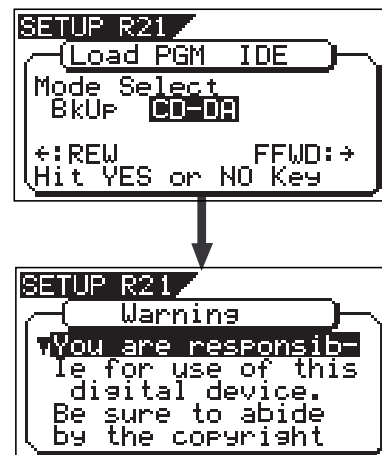 SETUP R21
Load PGM IDE
Mode Select
BkUp CD-DA
←:REW FFWD:→
Hit YES or NO Key
SETUP R21
Warning
▼You are responsib-
le for use of this
digital device.
Be sure to abide
by the copyright